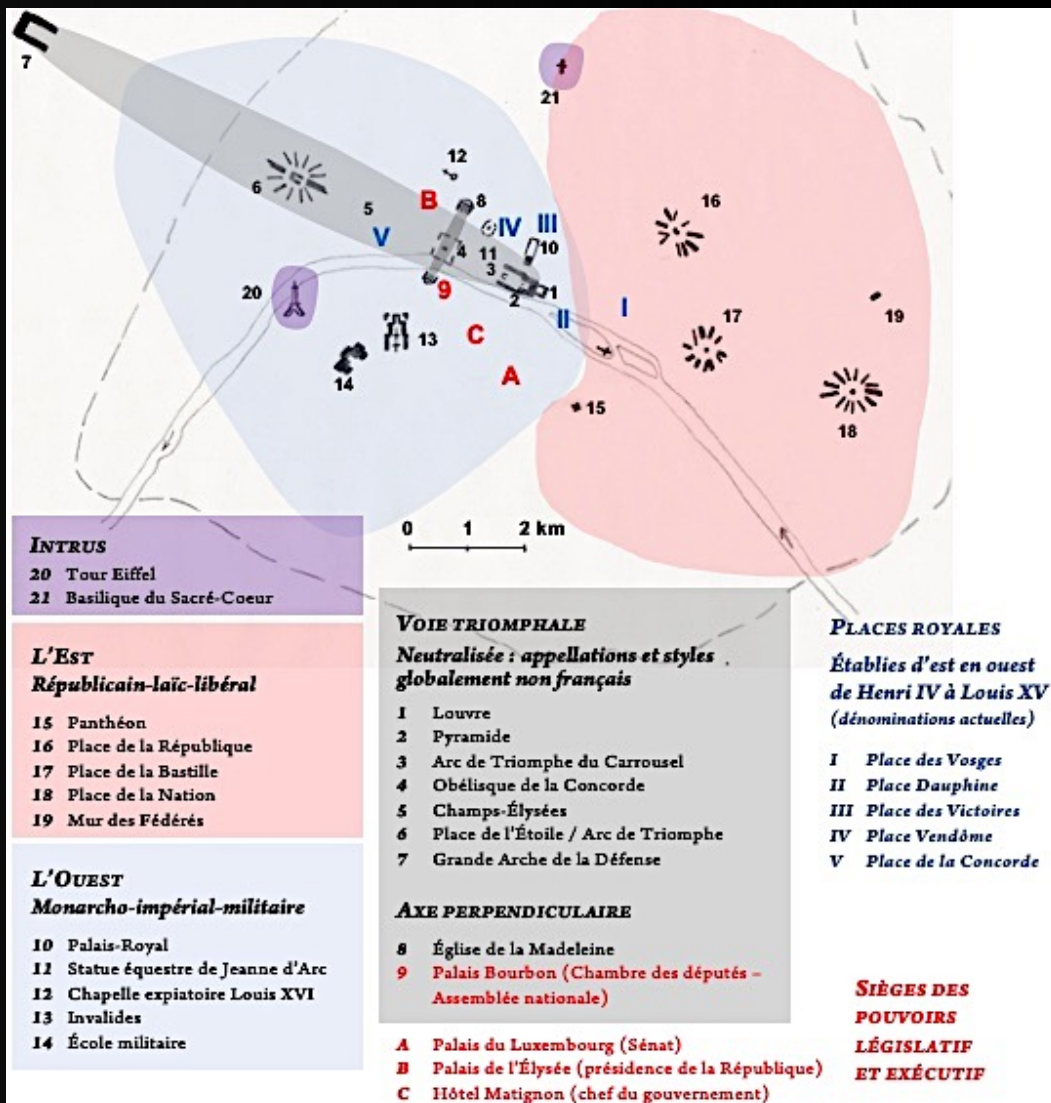 7
21
12
6
5
B
8
IV
III
16
V
4
11
10
3
20
9
2
1
II
I
19
13
C
17
14
A
15
18
0 1 2 km
INTRUS
20 Tour Eiffel
21 Basilique du Sacré-Coeur
L'EST
Républicain-laïc-libéral
15 Panthéon
16 Place de la République
17 Place de la Bastille
18 Place de la Nation
19 Mur des Fédérés
L'OUEST
Monarcho-impérial-militaire
10 Palais-Royal
11 Statue équestre de Jeanne d'Arc
12 Chapelle expiatoire Louis XVI
13 Invalides
14 École militaire
VOIE TRIOMPHALE
Neutralisée : appellations et styles
globalement non français
1 Louvre
2 Pyramide
3 Arc de Triomphe du Carrousel
4 Obélisque de la Concorde
5 Champs-Élysées
6 Place de l'Étoile / Arc de Triomphe
7 Grande Arche de la Défense
AXE PERPENDICULAIRE
8 Église de la Madeleine
9 Palais Bourbon (Chambre des députés –
Assemblée nationale)
A Palais du Luxembourg (Sénat)
B Palais de l'Élysée (présidence de la République)
C Hôtel Matignon (chef du gouvernement)
PLACES ROYALES
Établies d'est en ouest
de Henri IV à Louis XV
(dénominations actuelles)
I Place des Vosges
II Place Dauphine
III Place des Victoires
IV Place Vendôme
V Place de la Concorde
SIÈGES DES
POUVOIRS
LÉGISLATIF
ET EXÉCUTIF